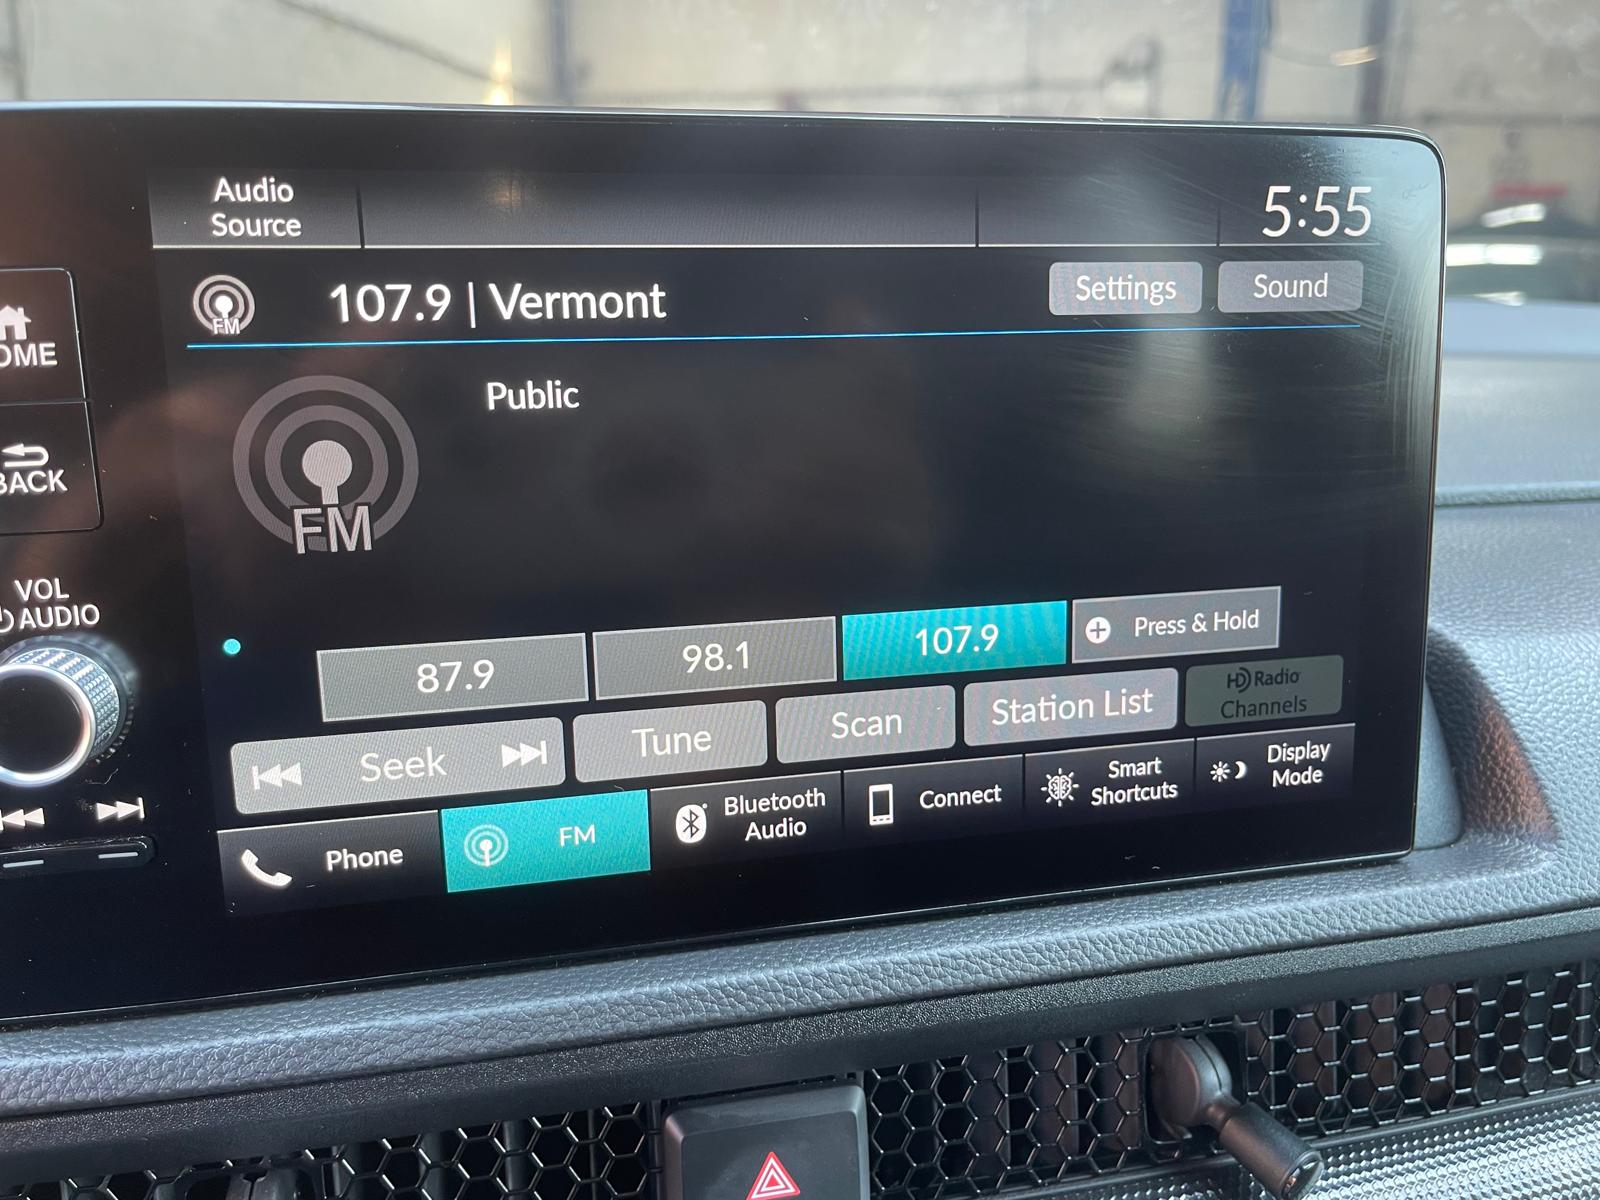 Audio
Source
5:55
FM
107.9 | Vermont
Settings
Sound
HOME
BACK
Public
FM
VOL
AUDIO
87.9
98.1
107.9
Press & Hold
Seek
Tune
Scan
Station List
HD Radio
Channels
Phone
FM
Bluetooth
Audio
Connect
Smart
Shortcuts
Display
Mode